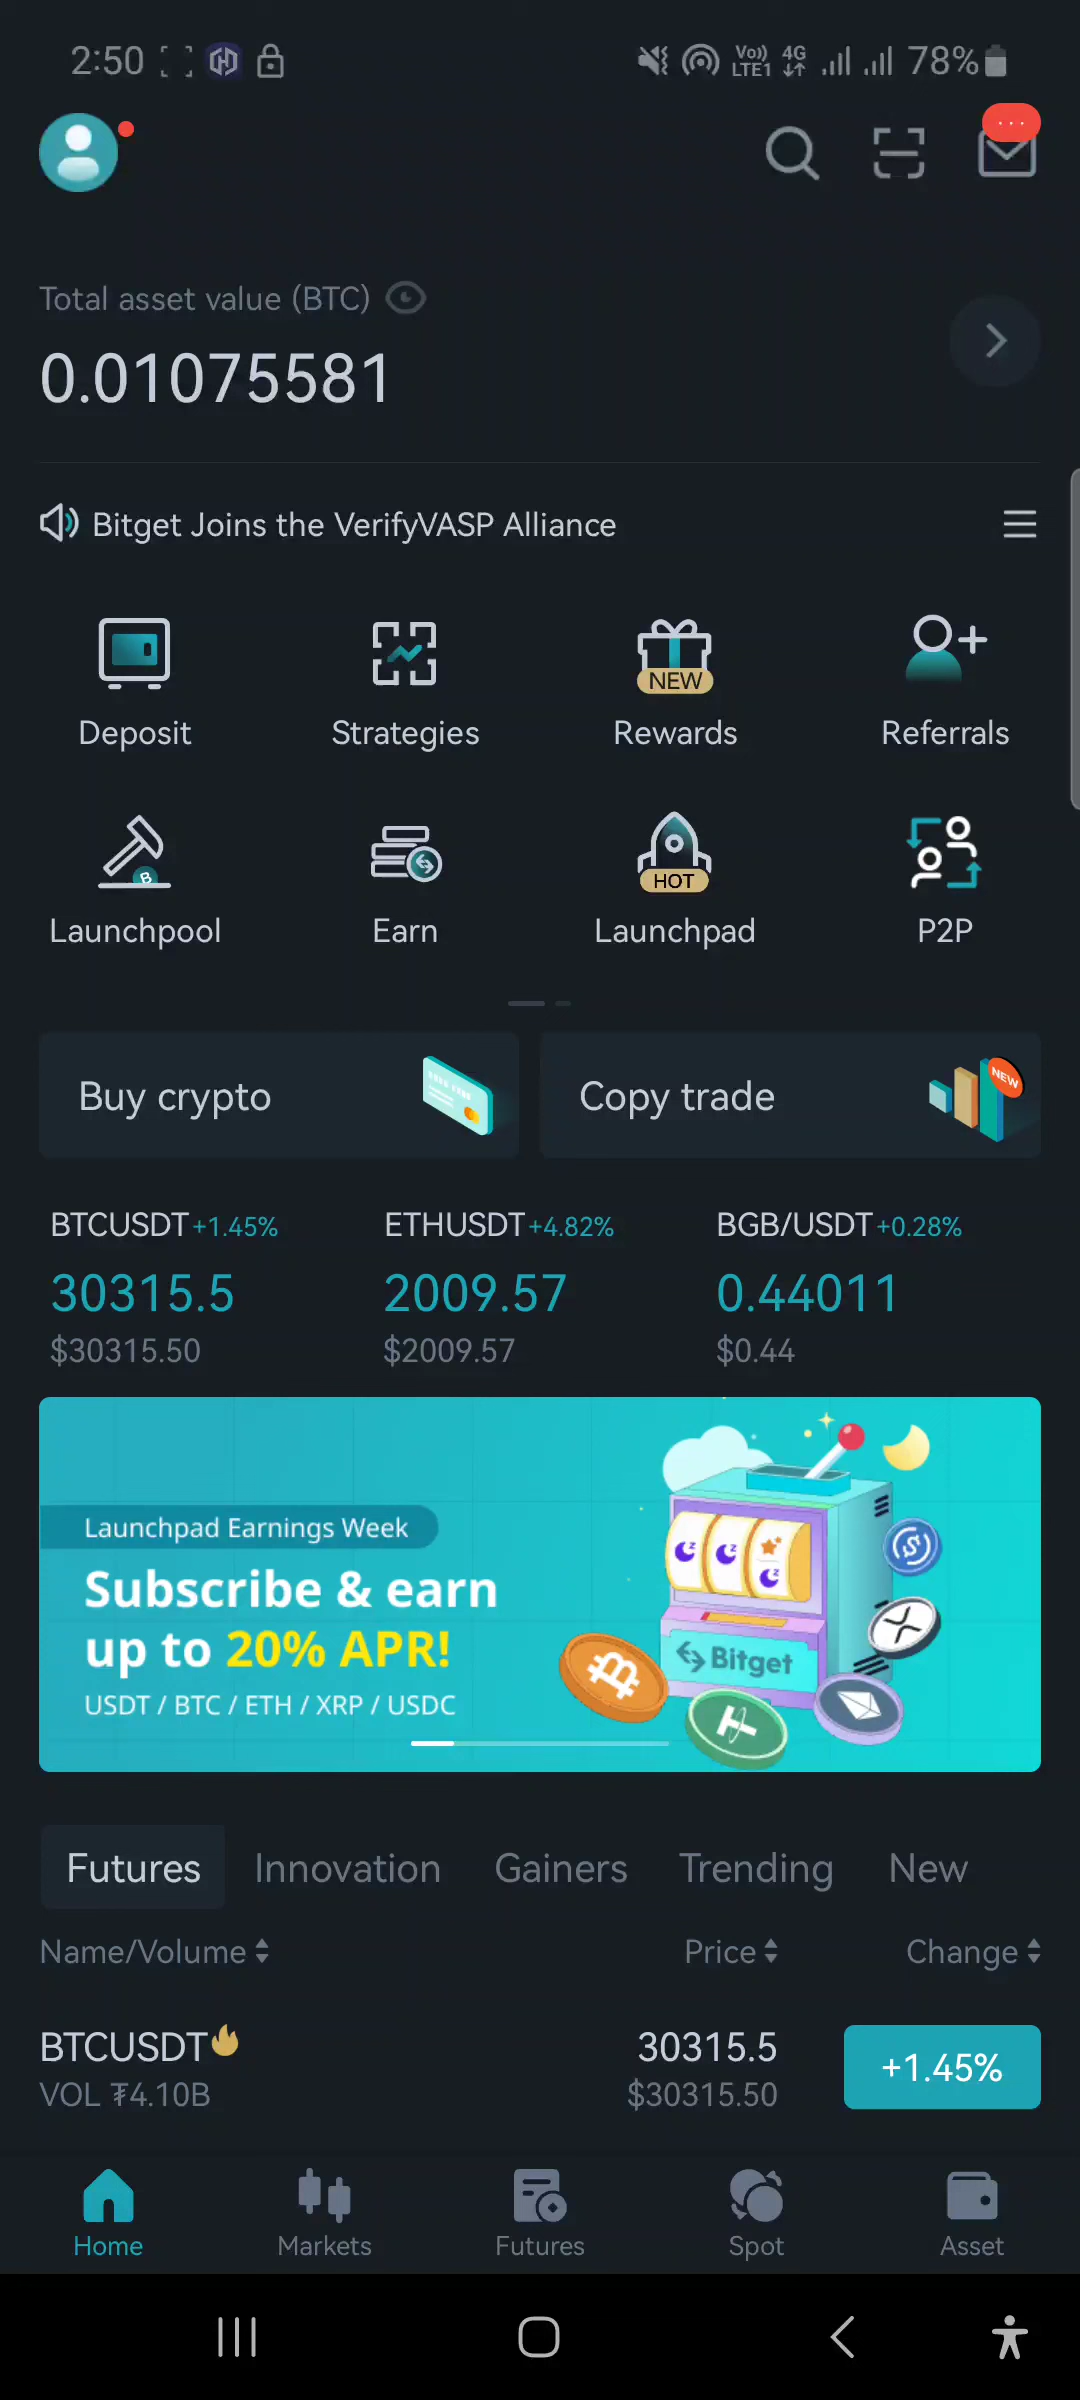 2:50
Vo))
LTE1
4G
78%
Total asset value (BTC)
0.01075581
Bitget Joins the VerifyVASP Alliance
Deposit
Strategies
NEW
Rewards
Referrals
B
Launchpool
Earn
HOT
Launchpad
P2P
Buy crypto
Copy trade
NEW
BTCUSDT +1.45%
30315.5
$30315.50
ETHUSDT +4.82%
2009.57
$2009.57
BGB/USDT +0.28%
0.44011
$0.44
Launchpad Earnings Week
Subscribe & earn
up to 20% APR!
USDT / BTC / ETH / XRP / USDC
Bitget
Futures
Innovation
Gainers
Trending
New
Name/Volume
Price
Change
BTCUSDT
VOL ₮4.10B
30315.5
$30315.50
+1.45%
Home
Markets
Futures
Spot
Asset